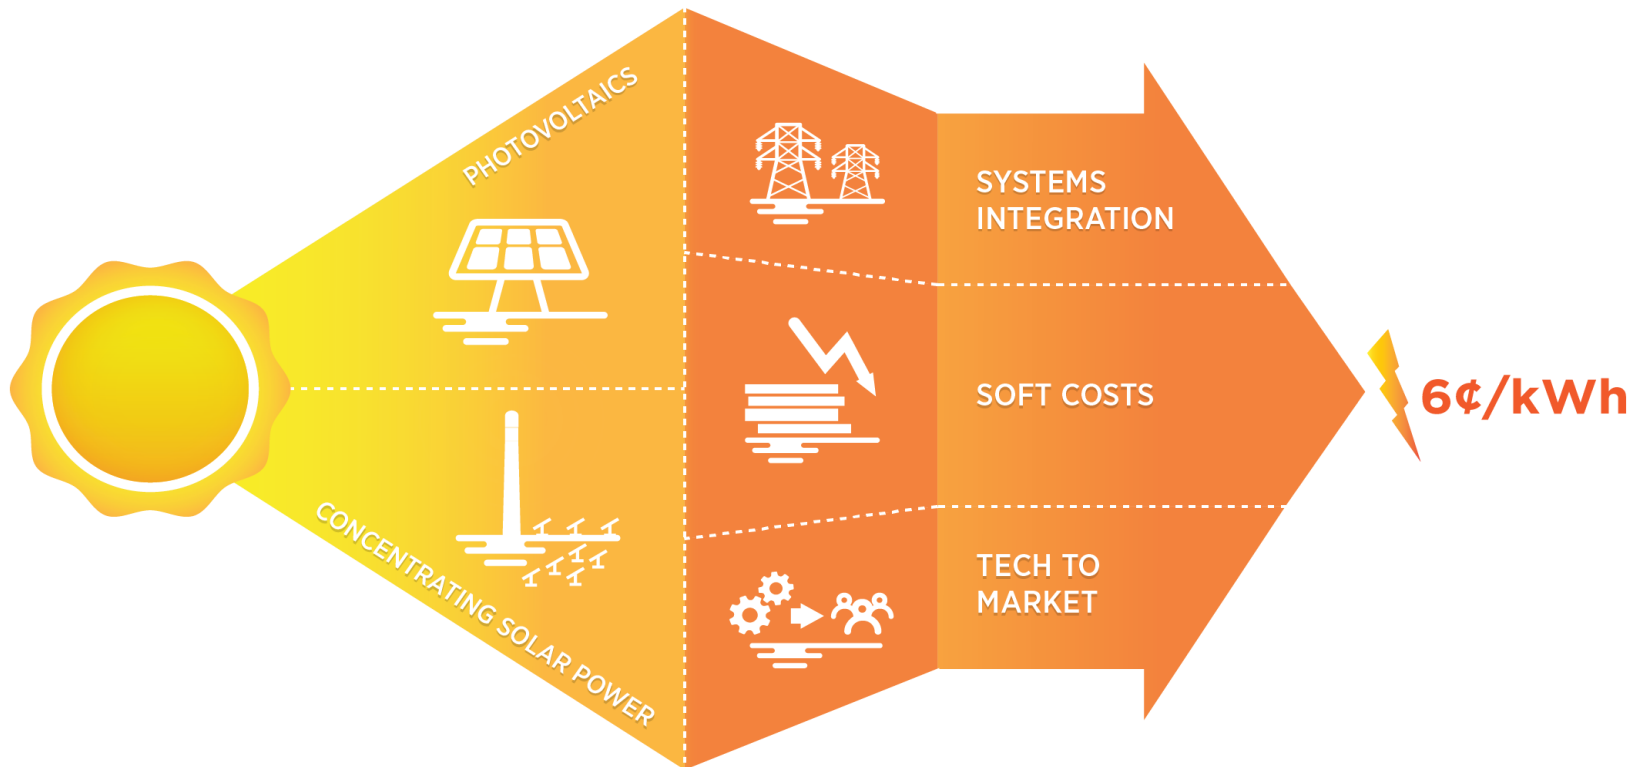 PHOTOVOLTAICS
CONCENTRATING SOLAR POWER
SYSTEMS
INTEGRATION
SOFT COSTS
TECH TO
MARKET
6¢/kWh